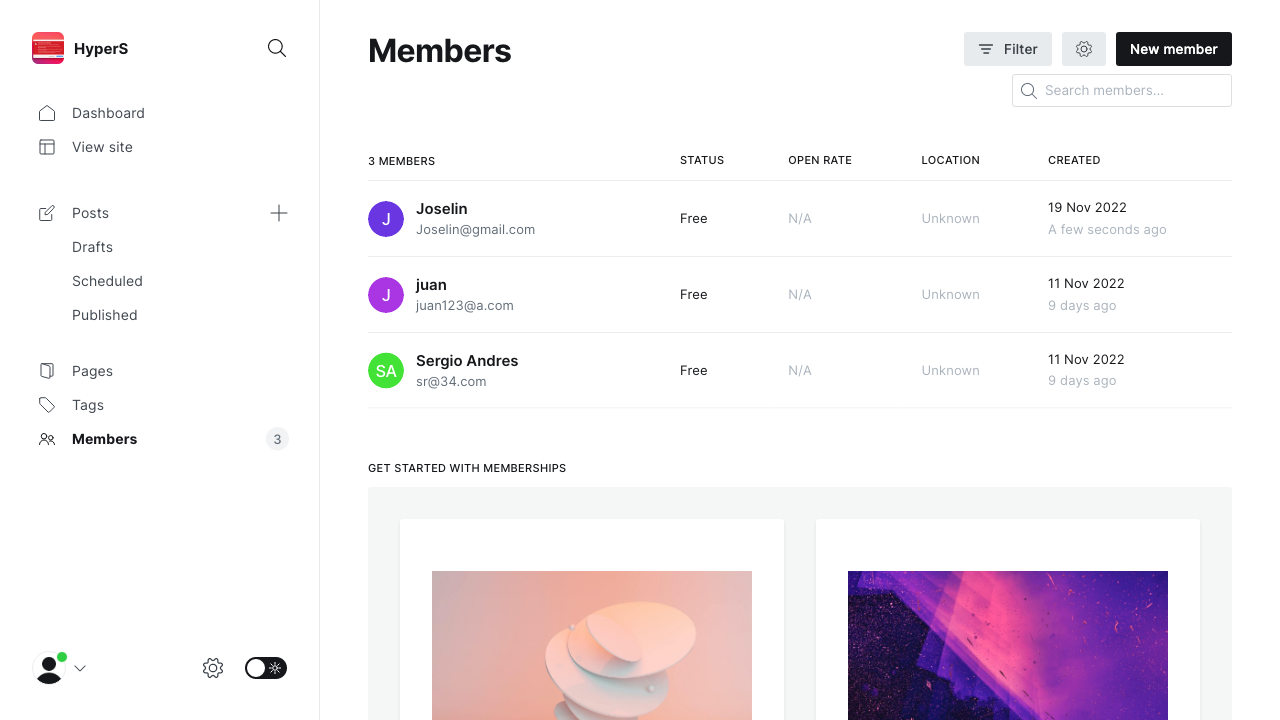 HyperS
Dashboard
View site
Posts
Drafts
Scheduled
Published
Pages
Tags
Members
3
Members
Filter
New member
Search members...
3 MEMBERS STATUS OPEN RATE LOCATION CREATED
J Joselin Free N/A Unknown 19 Nov 2022
Joselin@gmail.com A few seconds ago
J juan Free N/A Unknown 11 Nov 2022
juan123@a.com 9 days ago
SA Sergio Andres Free N/A Unknown 11 Nov 2022
sr@34.com 9 days ago
GET STARTED WITH MEMBERSHIPS